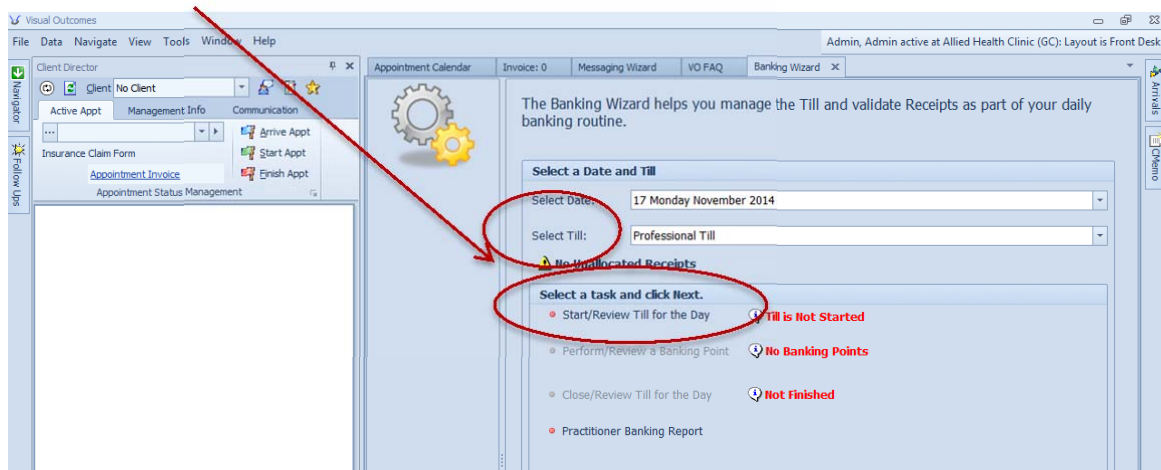 Visual Outcomes
File Data Navigate View Tools Window Help
Admin, Admin active at Allied Health Clinic (GC): Layout is Front Desk
Navigator
Follow Ups
Client Director
Client No Client
Active Appt Management Info Communication
... Arrive Appt
Insurance Claim Form Start Appt
Appointment Invoice Finish Appt
Appointment Status Management
Appointment Calendar Invoice: 0 Messaging Wizard VO FAQ Banking Wizard
The Banking Wizard helps you manage the Till and validate Receipts as part of your daily
banking routine.
Select a Date and Till
Select Date: 17 Monday November 2014
Select Till: Professional Till
No Unallocated Receipts
Select a task and click Next.
Start/Review Till for the Day Till is Not Started
Perform/Review a Banking Point No Banking Points
Close/Review Till for the Day Not Finished
Practitioner Banking Report
Arrivals
CMemo